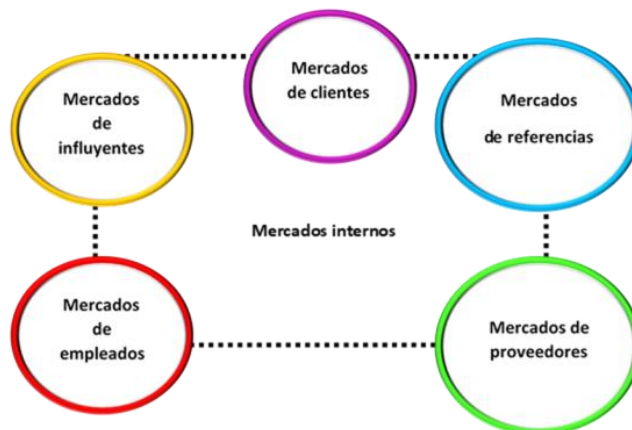 Mercados
de clientes
Mercados
de
influyentes
Mercados
de referencias
Mercados internos
Mercados
de
empleados
Mercados de
proveedores